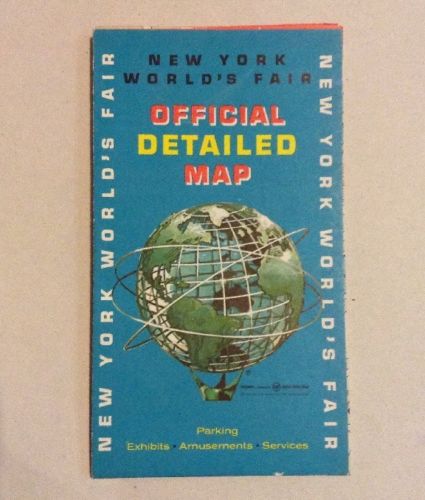 NEW YORK
WORLD'S FAIR
OFFICIAL
DETAILED
MAP
NEW YORK WORLD'S FAIR
NEW YORK WORLD'S FAIR
Parking
Exhibits • Amusements • Services